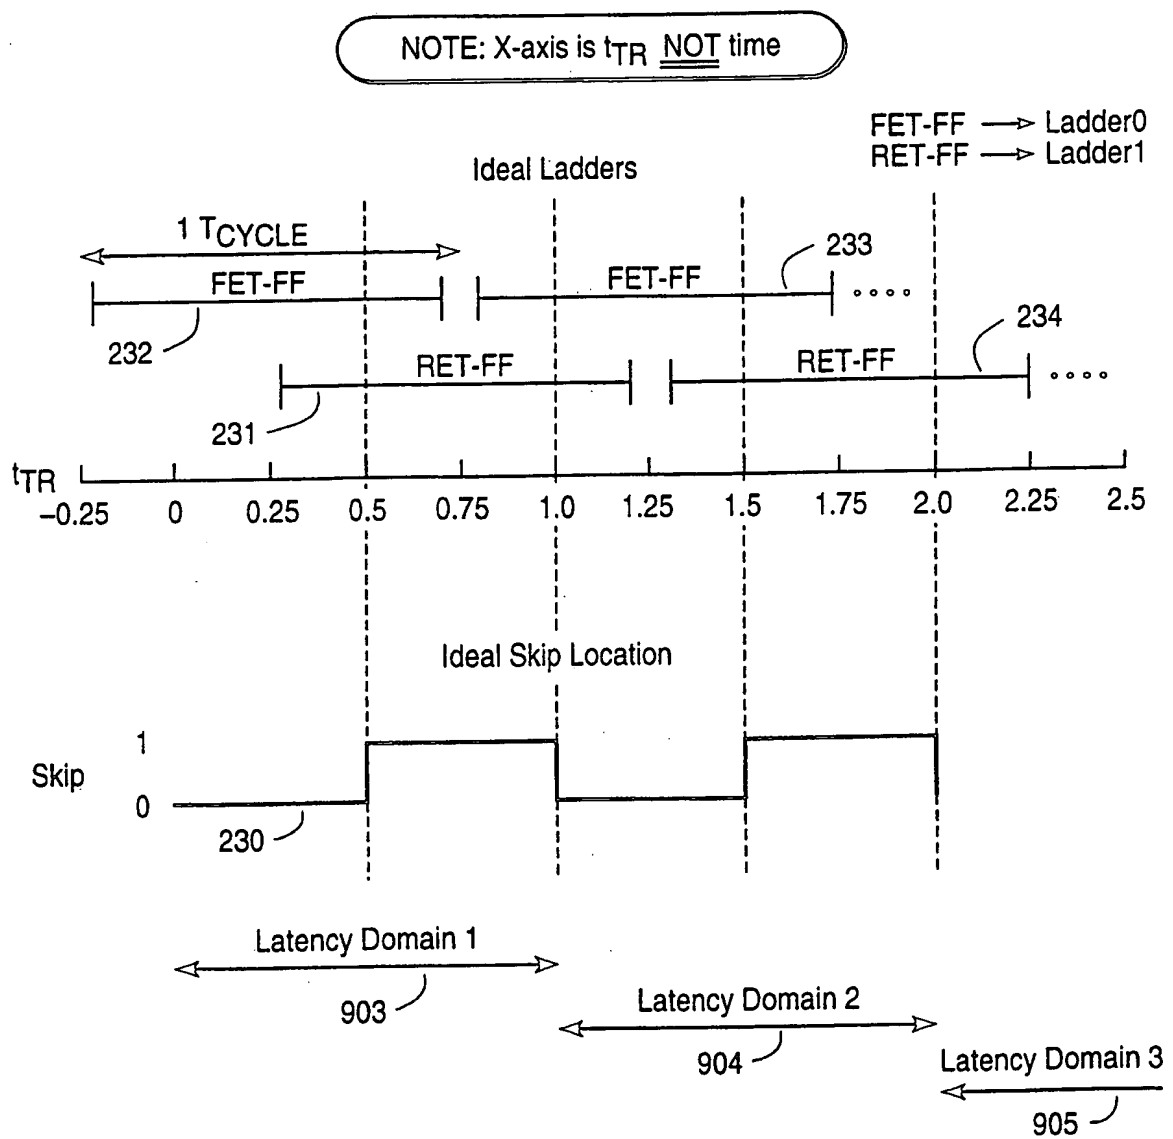 NOTE: X-axis is tTR NOT time
FET-FF → Ladder0
RET-FF → Ladder1
Ideal Ladders
1 TCYCLE
FET-FF
FET-FF
233
232
RET-FF
RET-FF
234
231
tTR
-0.25 0 0.25 0.5 0.75 1.0 1.25 1.5 1.75 2.0 2.25 2.5
Ideal Skip Location
1
Skip
0
230
Latency Domain 1
903
Latency Domain 2
904
Latency Domain 3
905